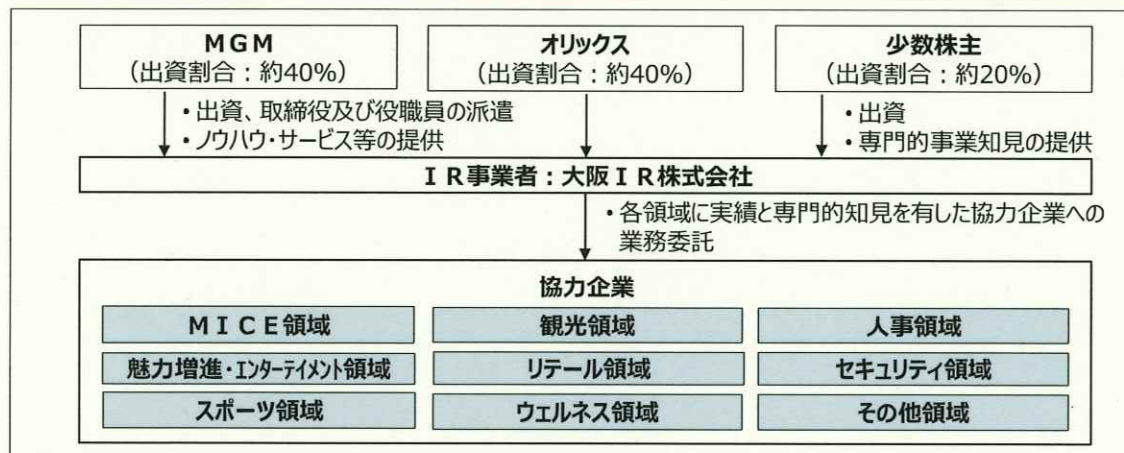 MGM
（出資割合：約40%）
オリックス
（出資割合：約40%）
少数株主
（出資割合：約20%）
・出資、取締役及び役職員の派遣
・ノウハウ・サービス等の提供
・出資
・専門的事業知見の提供
ＩＲ事業者：大阪ＩＲ株式会社
・各領域に実績と専門的知見を有した協力企業への
業務委託
協力企業
ＭＩＣＥ領域
観光領域
人事領域
魅力増進・エンターテイメント領域
リテール領域
セキュリティ領域
スポーツ領域
ウェルネス領域
その他領域